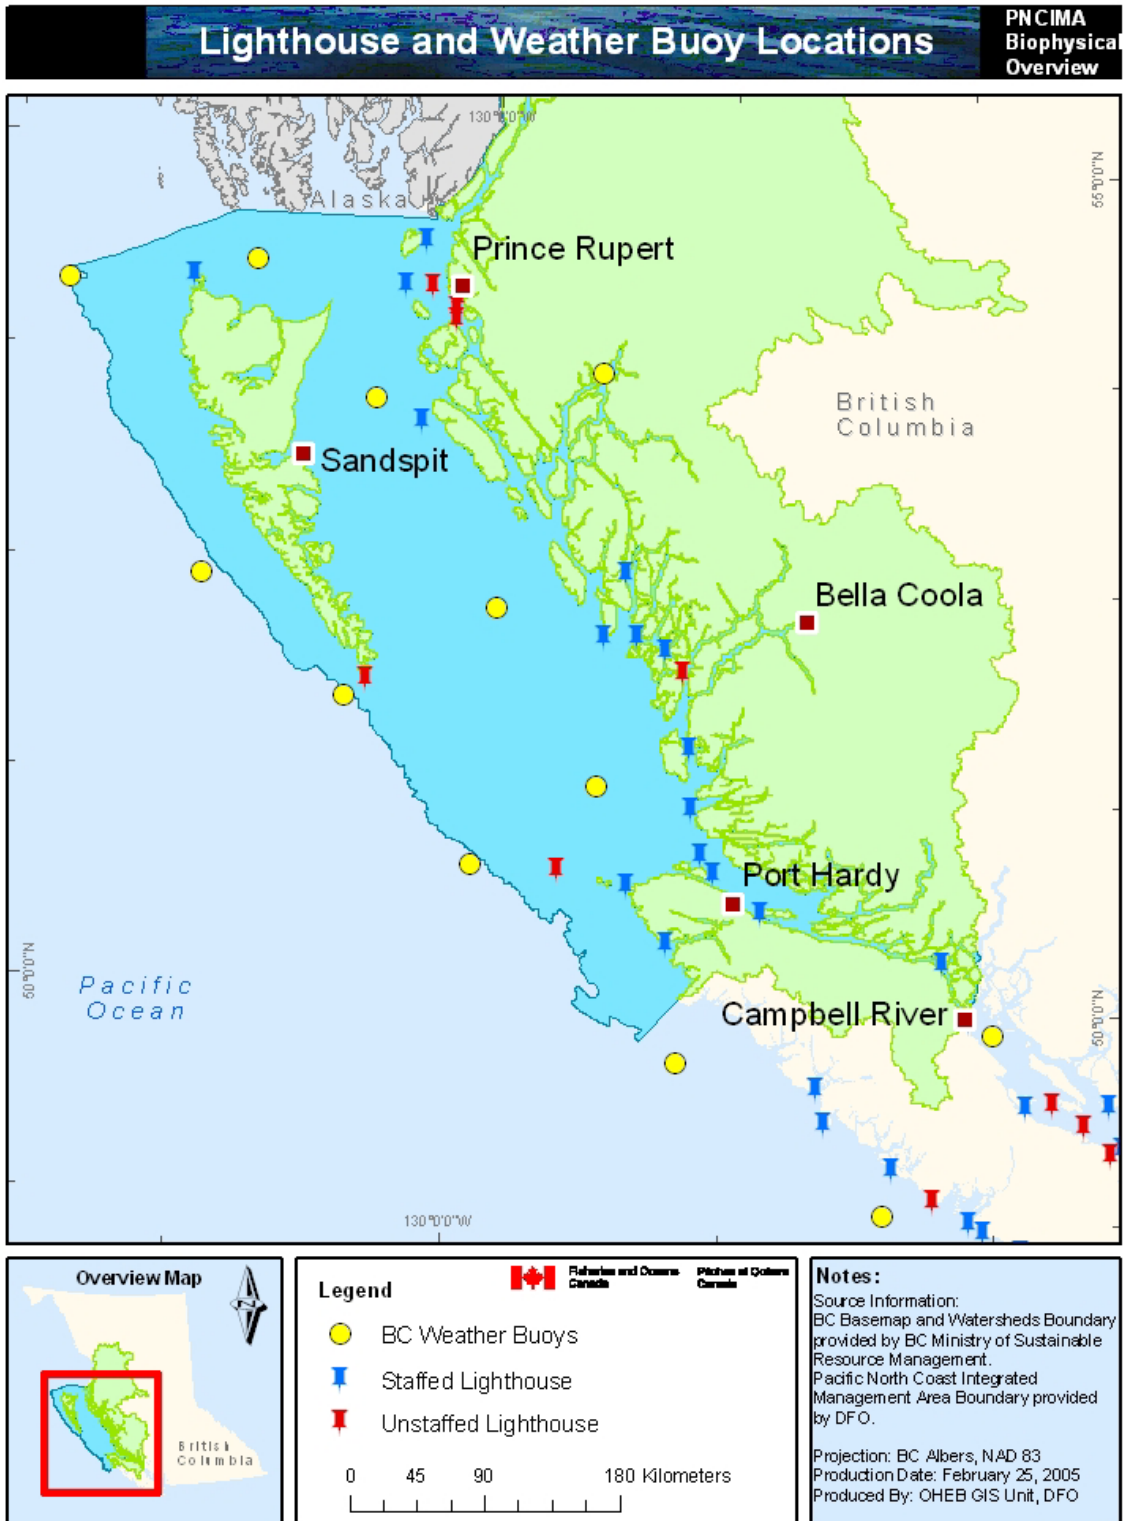 Lighthouse and Weather Buoy Locations
PNCIMA
Biophysical
Overview
130°0'0"W
55°0'0"N
Alaska
Prince Rupert
British
Columbia
Sandspit
Bella Coola
Port Hardy
50°0'0"N
Pacific
Ocean
Campbell River
50°0'0"N
130°0'0"W
Overview Map
British
Columbia
Legend
Fisheries and Oceans
Canada
Pêches et Océans
Canada
BC Weather Buoys
Staffed Lighthouse
Unstaffed Lighthouse
0 45 90 180 Kilometers
Notes:
Source Information:
BC Basemap and Watersheds Boundary
provided by BC Ministry of Sustainable
Resource Management.
Pacific North Coast Integrated
Management Area Boundary provided
by DFO.
Projection: BC Albers, NAD 83
Production Date: February 25, 2005
Produced By: OHEB GIS Unit, DFO